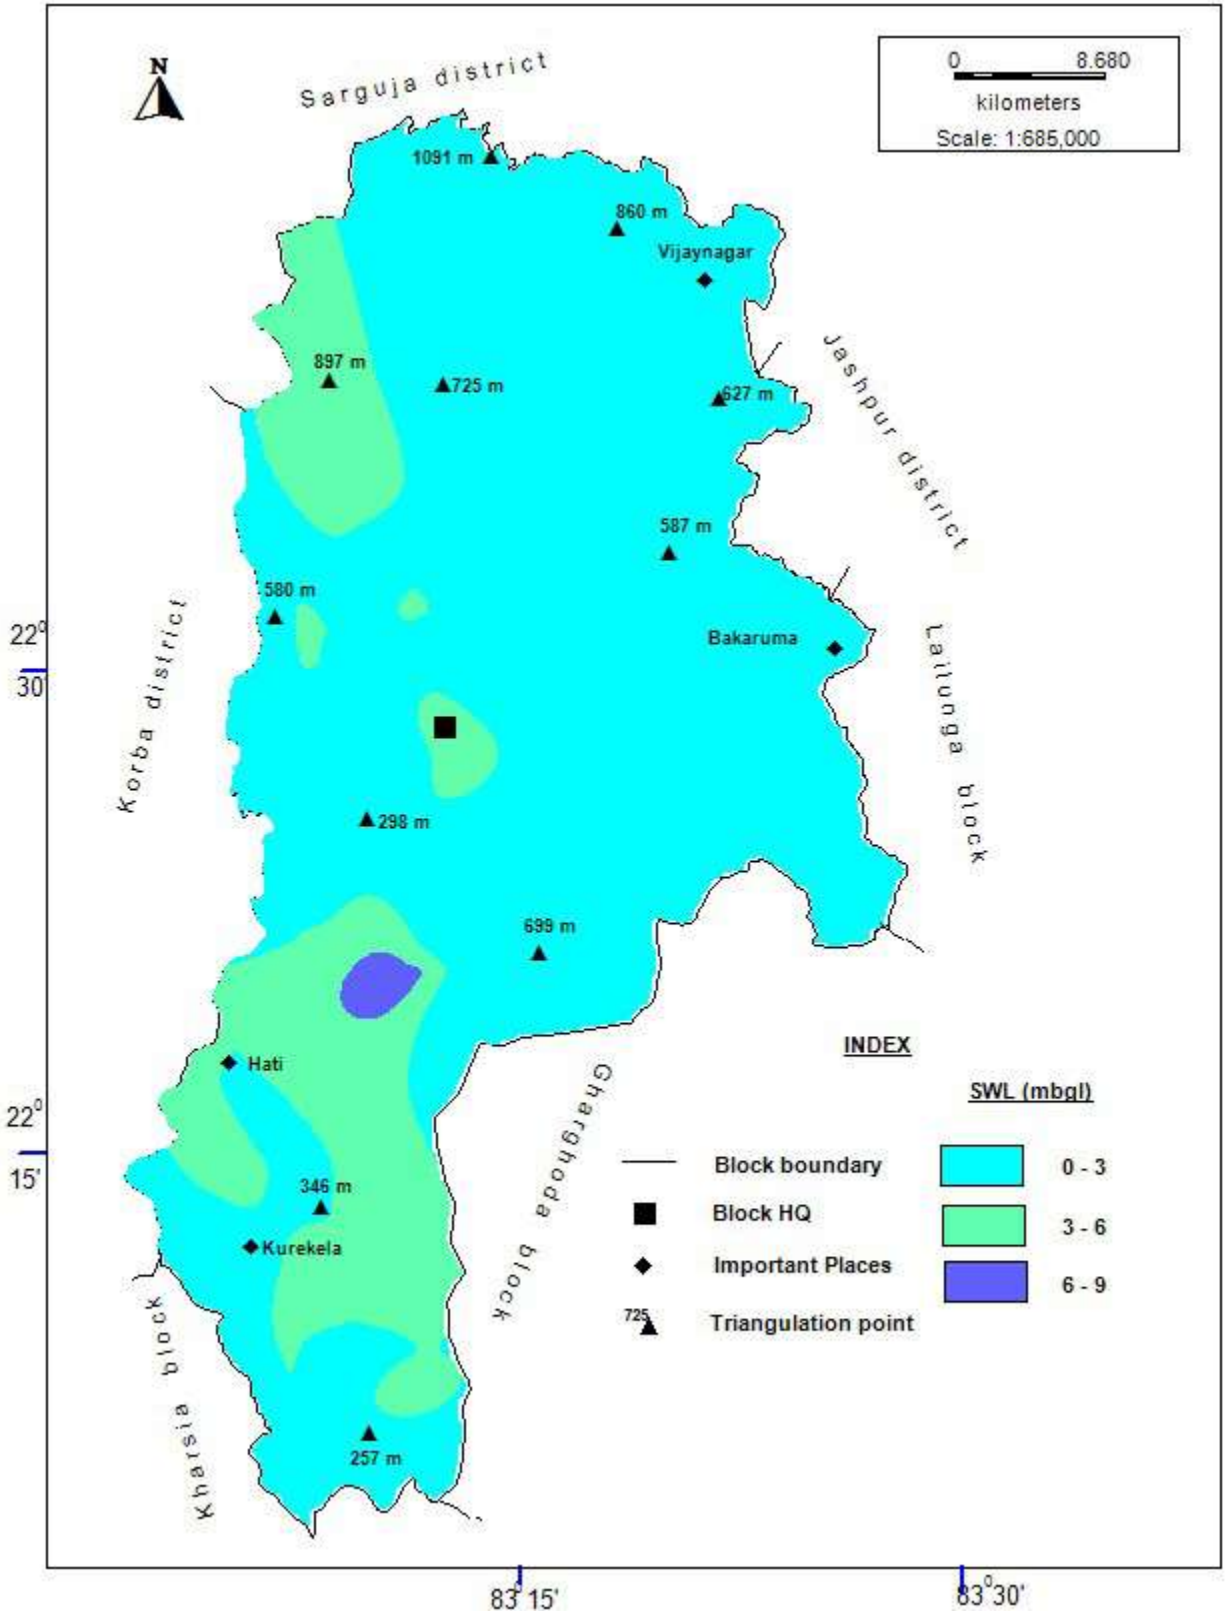 N
Sarguja district
0 8.680
kilometers
Scale: 1:685,000
1091 m
860 m
Vijaynagar
897 m
725 m
627 m
Jashpur district
587 m
580 m
Bakaruma
22⁰
30'
Korba district
Lailunga block
298 m
699 m
INDEX
SWL (mbgl)
Hati
Gharghoda block
22⁰
15'
Block boundary
0 - 3
346 m
Block HQ
3 - 6
Kurekela
Important Places
6 - 9
725
Triangulation point
Kharsia block
257 m
83⁰15'
83⁰30'